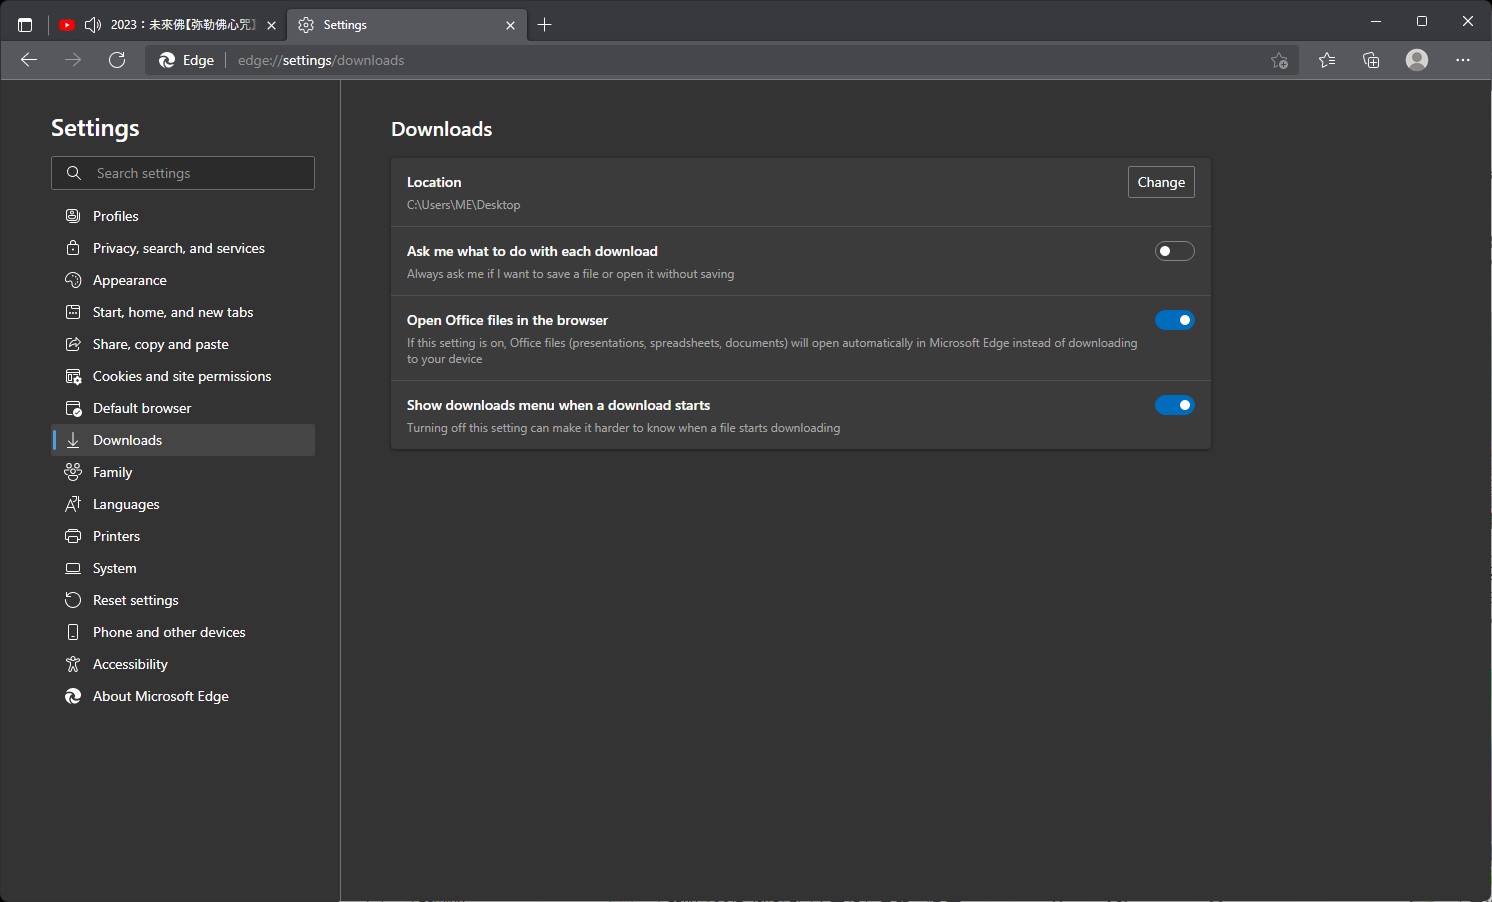 2023：未來佛【弥勒佛心咒】
Settings
Edge
edge://settings/downloads
Settings
Search settings
Profiles
Privacy, search, and services
Appearance
Start, home, and new tabs
Share, copy and paste
Cookies and site permissions
Default browser
Downloads
Family
Languages
Printers
System
Reset settings
Phone and other devices
Accessibility
About Microsoft Edge
Downloads
Location
Change
C:\Users\ME\Desktop
Ask me what to do with each download
Always ask me if I want to save a file or open it without saving
Open Office files in the browser
If this setting is on, Office files (presentations, spreadsheets, documents) will open automatically in Microsoft Edge instead of downloading
to your device
Show downloads menu when a download starts
Turning off this setting can make it harder to know when a file starts downloading